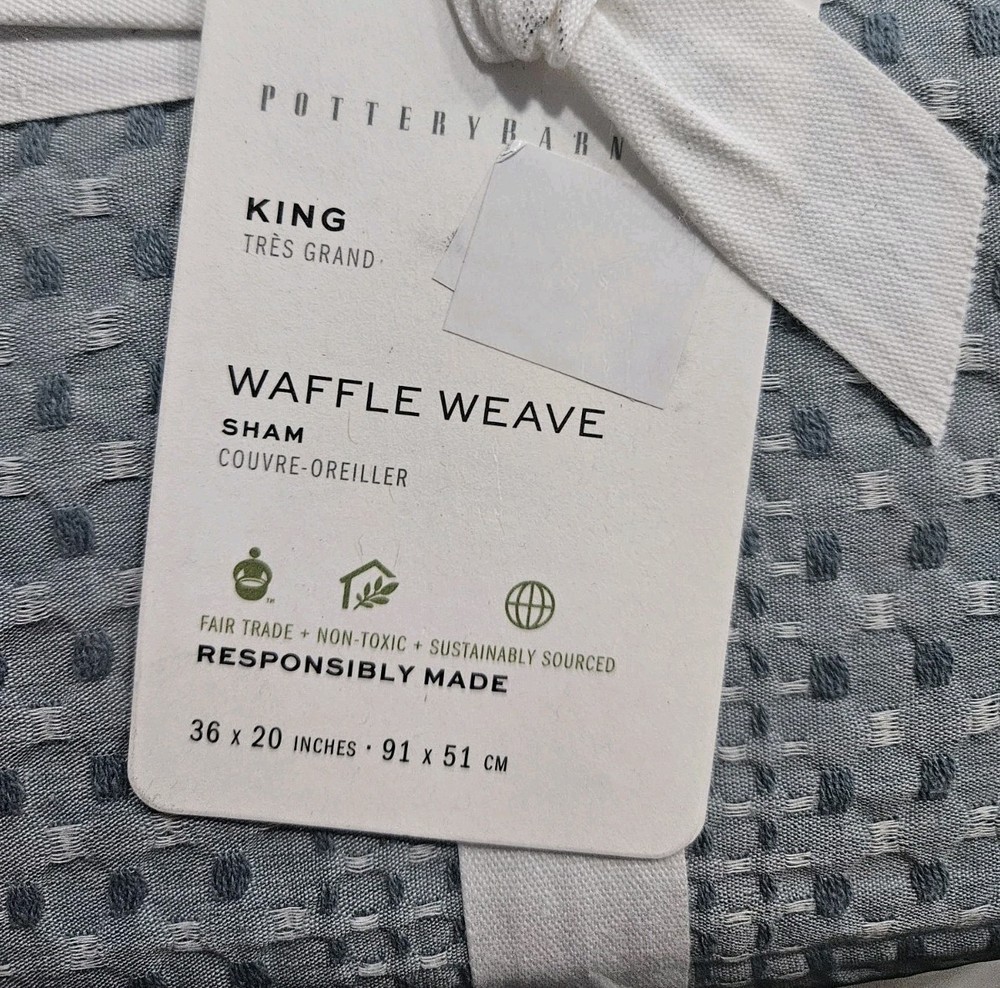 POTTERYBARN
KING
TRÈS GRAND
WAFFLE WEAVE
SHAM
COUVRE-OREILLER
TM
FAIR TRADE + NON-TOXIC + SUSTAINABLY SOURCED
RESPONSIBLY MADE
36 x 20 INCHES · 91 x 51 CM